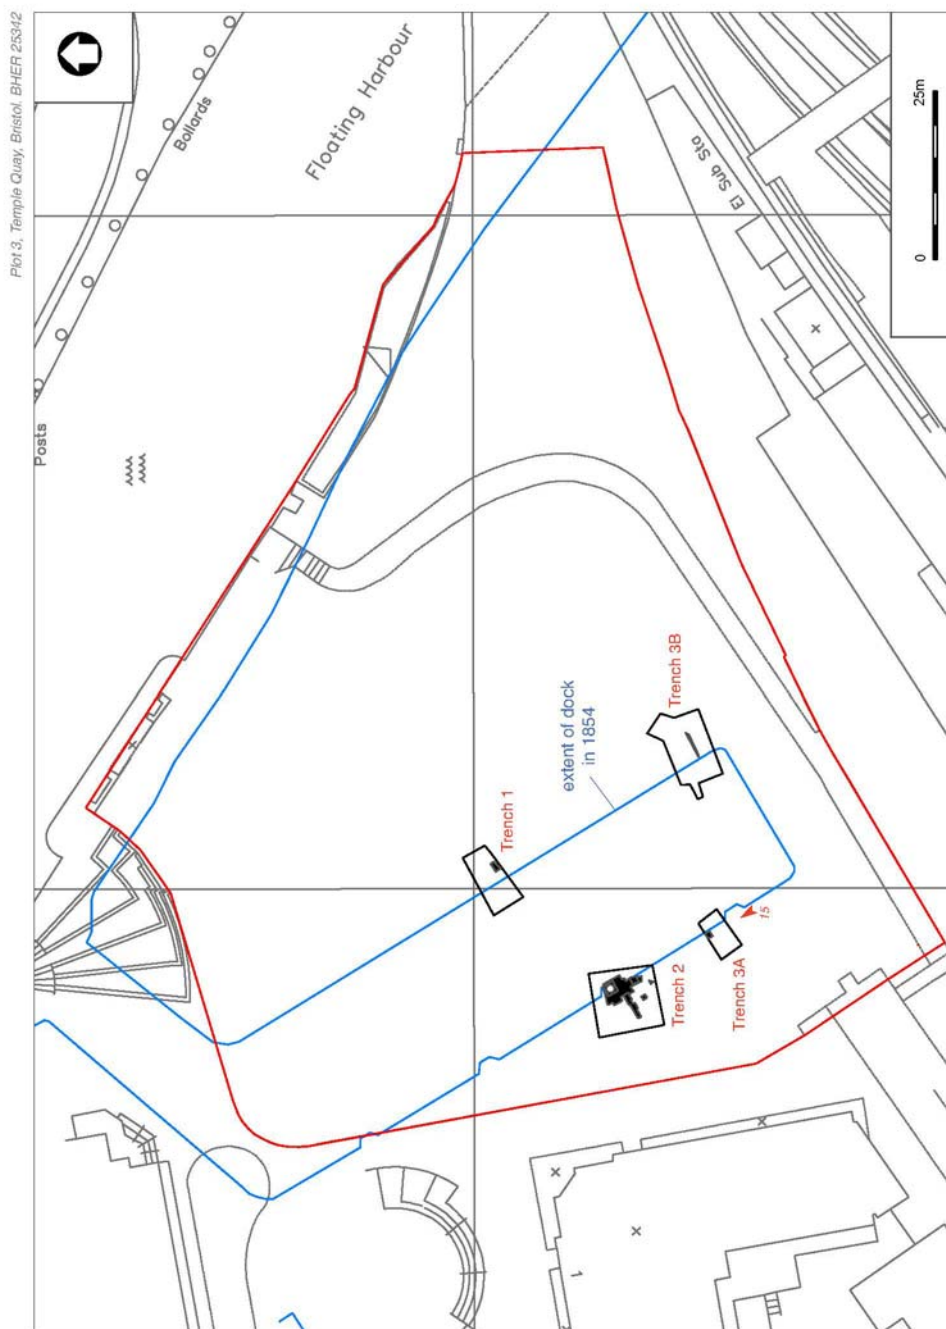 Plot 3, Temple Quay, Bristol. BHER 25342
Bollards
Floating Harbour
Posts
El Sub Sta
extent of dock
in 1854
Trench 1
Trench 3B
Trench 2
Trench 3A
15
1
0
25m